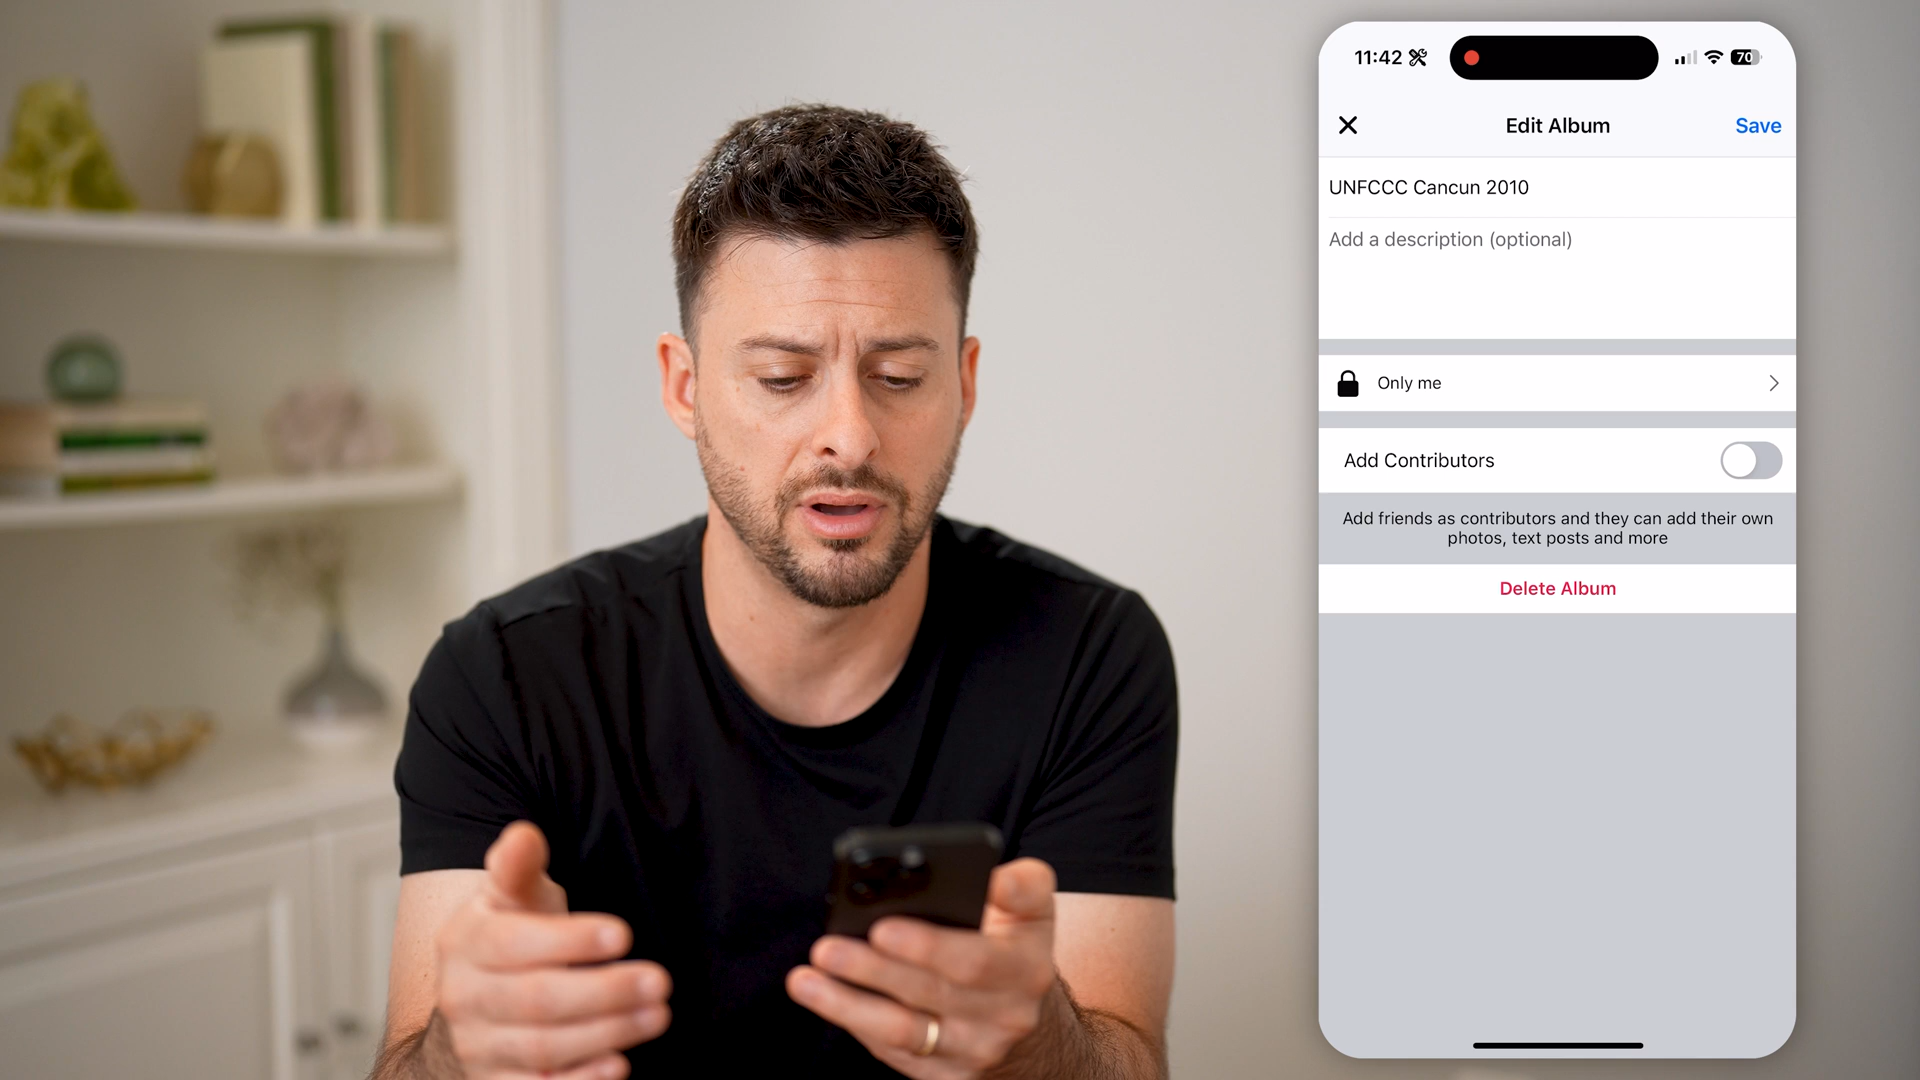 11:42
70
Edit Album
Save
UNFCCC Cancun 2010
Add a description (optional)
Only me
Add Contributors
Add friends as contributors and they can add their own
photos, text posts and more
Delete Album